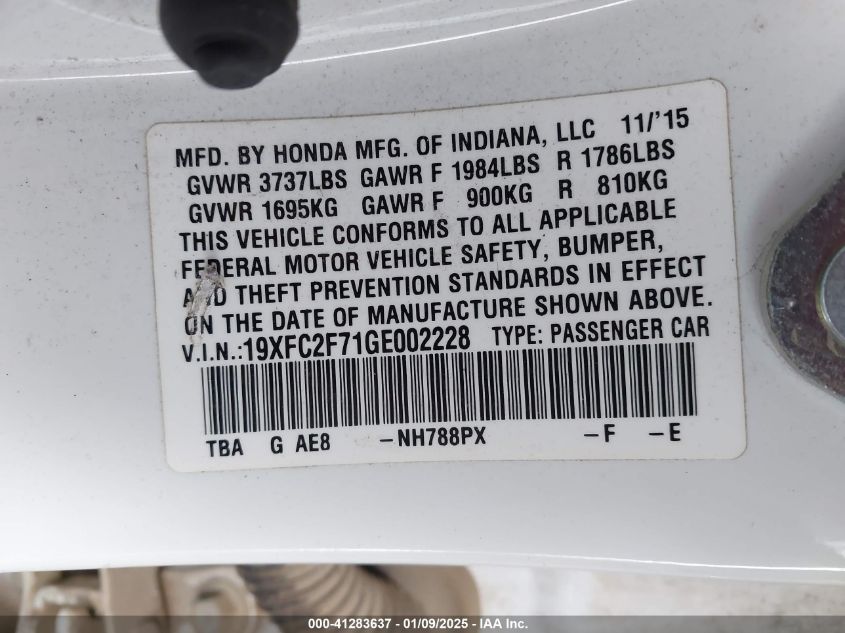 MFD. BY HONDA MFG. OF INDIANA, LLC 11/'15
GVWR 3737LBS GAWR F 1984LBS R 1786LBS
GVWR 1695KG GAWR F 900KG R 810KG
THIS VEHICLE CONFORMS TO ALL APPLICABLE
FEDERAL MOTOR VEHICLE SAFETY, BUMPER,
AND THEFT PREVENTION STANDARDS IN EFFECT
ON THE DATE OF MANUFACTURE SHOWN ABOVE.
V.I.N.:19XFC2F71GE002228 TYPE: PASSENGER CAR
TBA G AE8 -NH788PX -F -E
000-41283637 - 01/09/2025 - IAA Inc.